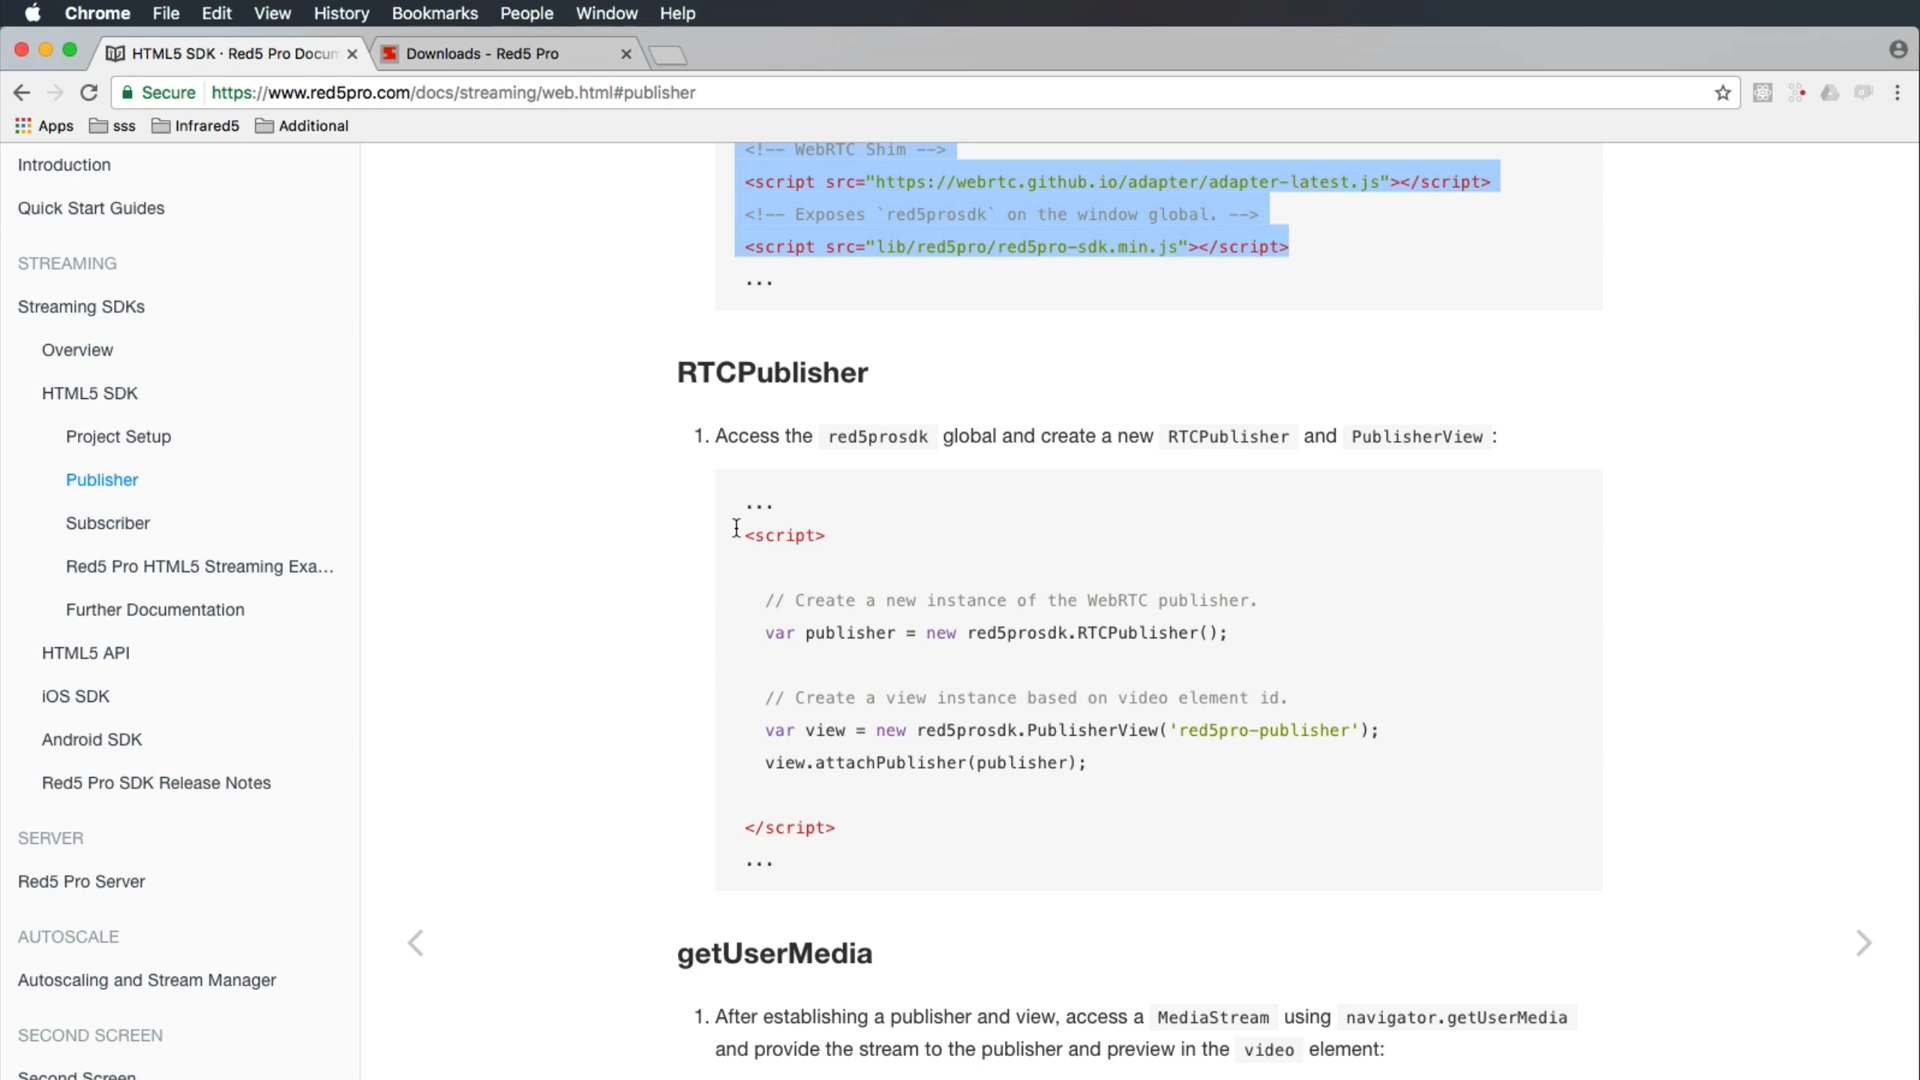 Chrome File Edit View History Bookmarks People Window Help
HTML5 SDK · Red5 Pro Docum Downloads - Red5 Pro
Secure https://www.red5pro.com/docs/streaming/web.html#publisher
Apps sss Infrared5 Additional
Introduction
Quick Start Guides
STREAMING
Streaming SDKs
Overview
HTML5 SDK
Project Setup
Publisher
Subscriber
Red5 Pro HTML5 Streaming Exa...
Further Documentation
HTML5 API
iOS SDK
Android SDK
Red5 Pro SDK Release Notes
SERVER
Red5 Pro Server
AUTOSCALE
Autoscaling and Stream Manager
SECOND SCREEN
Second Screen
<!-- WebRTC Shim -->
<script src="https://webrtc.github.io/adapter/adapter-latest.js"></script>
<!-- Exposes `red5prosdk` on the window global. -->
<script src="lib/red5pro/red5pro-sdk.min.js"></script>
...
RTCPublisher
1. Access the red5prosdk global and create a new RTCPublisher and PublisherView :
...
<script>
// Create a new instance of the WebRTC publisher.
var publisher = new red5prosdk.RTCPublisher();
// Create a view instance based on video element id.
var view = new red5prosdk.PublisherView('red5pro-publisher');
view.attachPublisher(publisher);
</script>
...
getUserMedia
1. After establishing a publisher and view, access a MediaStream using navigator.getUserMedia
and provide the stream to the publisher and preview in the video element: